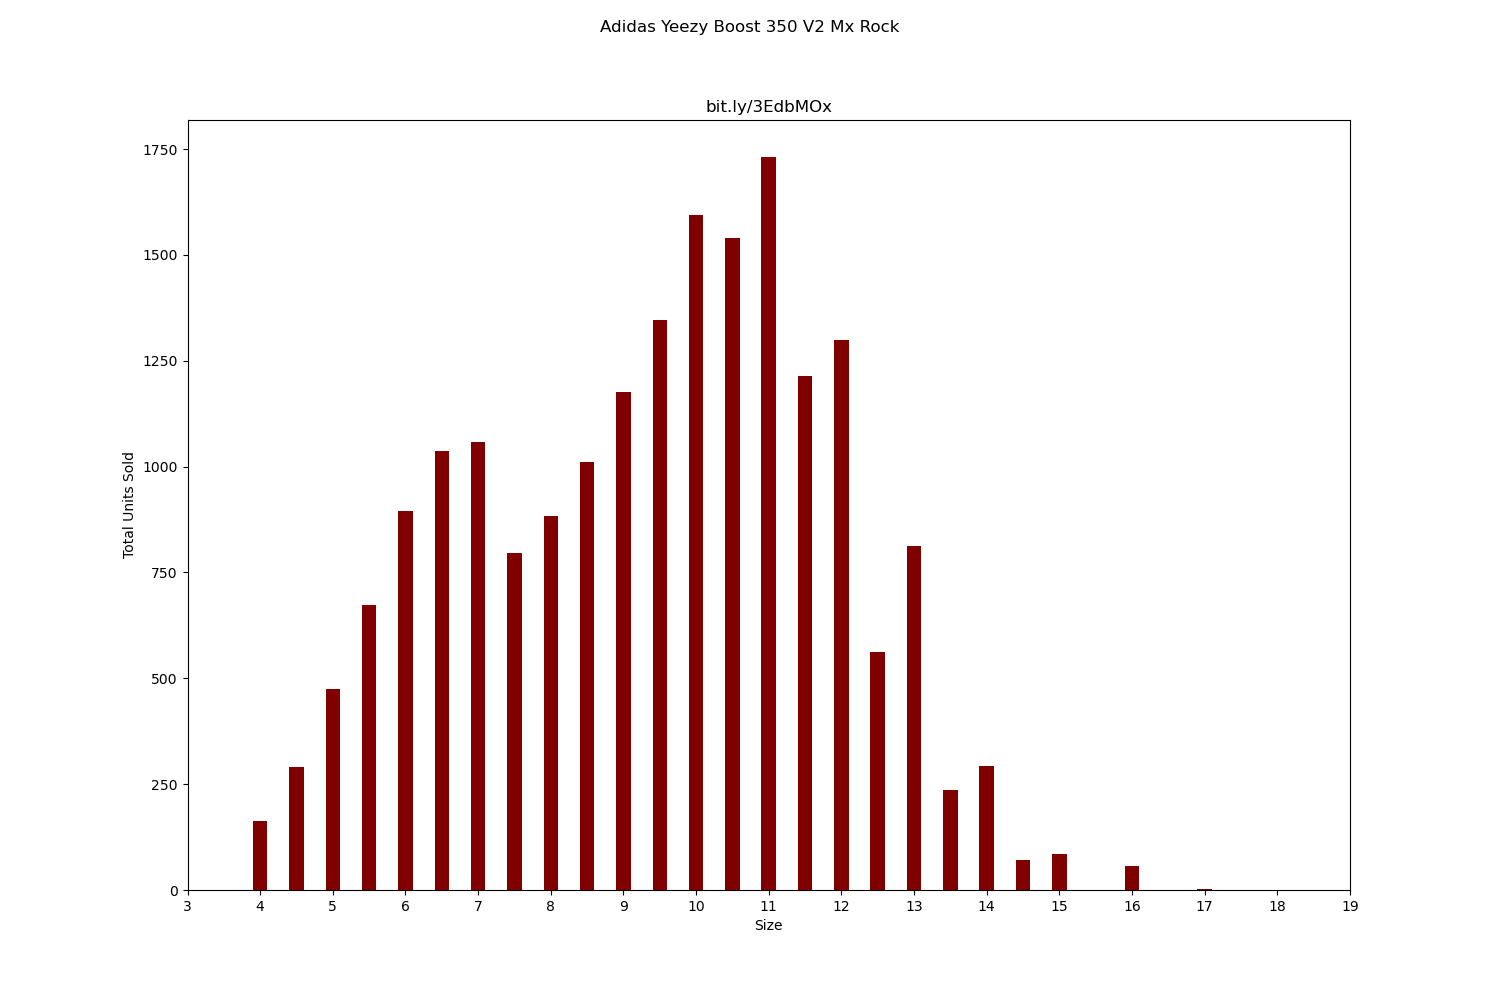 Adidas Yeezy Boost 350 V2 Mx Rock
bit.ly/3EdbMOx
Total Units Sold
1750
1500
1250
1000
750
500
250
0
3 4 5 6 7 8 9 10 11 12 13 14 15 16 17 18 19
Size